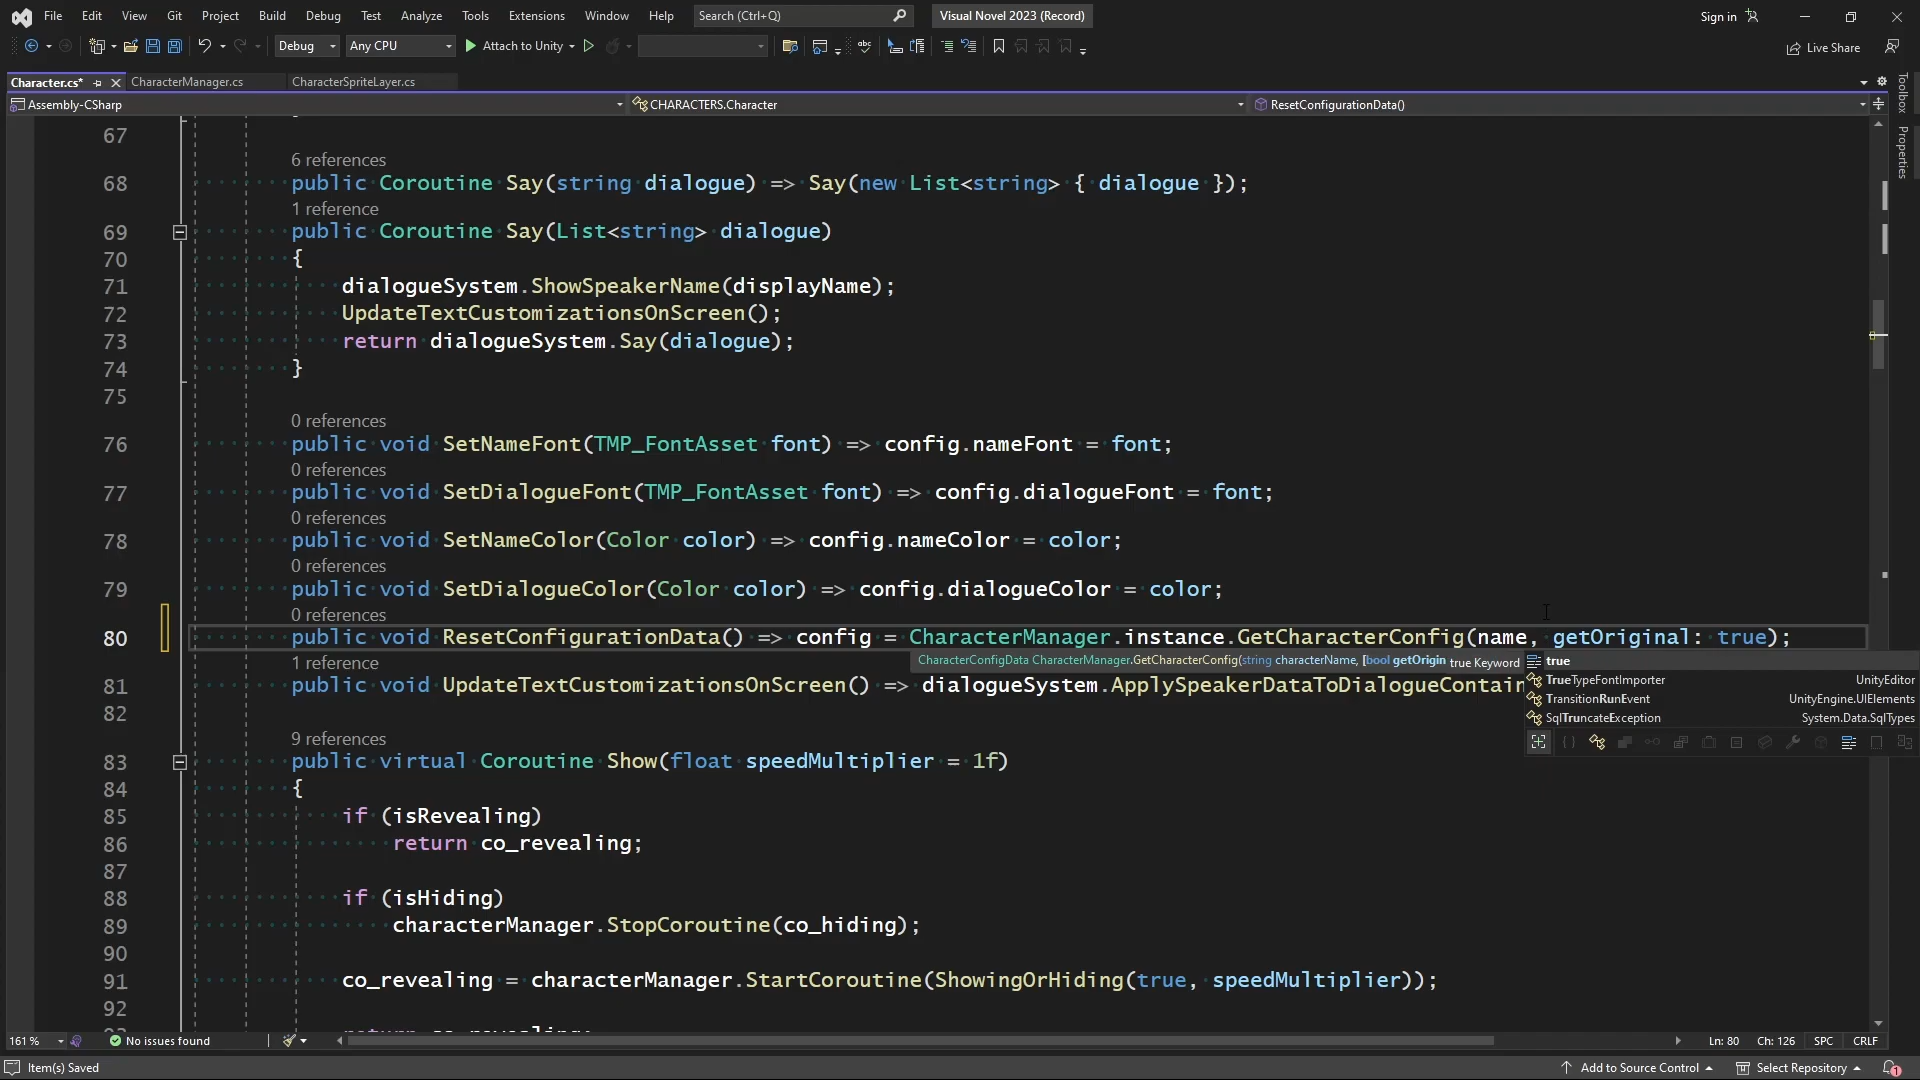 File Edit View Git Project Build Debug Test Analyze Tools Extensions Window Help Search (Ctrl+Q) Visual Novel 2023 (Record) Sign in
Debug Any CPU Attach to Unity Live Share
Character.cs* CharacterManager.cs CharacterSpriteLayer.cs
Assembly-CSharp CHARACTERS.Character ResetConfigurationData()
Toolbox
Properties
67
6 references
68 public Coroutine Say(string dialogue) => Say(new List<string> { dialogue });
1 reference
69 public Coroutine Say(List<string> dialogue)
70 {
71 dialogueSystem.ShowSpeakerName(displayName);
72 UpdateTextCustomizationsOnScreen();
73 return dialogueSystem.Say(dialogue);
74 }
75
0 references
76 public void SetNameFont(TMP_FontAsset font) => config.nameFont = font;
0 references
77 public void SetDialogueFont(TMP_FontAsset font) => config.dialogueFont = font;
0 references
78 public void SetNameColor(Color color) => config.nameColor = color;
0 references
79 public void SetDialogueColor(Color color) => config.dialogueColor = color;
0 references
80 public void ResetConfigurationData() => config = CharacterManager.instance.GetCharacterConfig(name, getOriginal: true);
1 reference CharacterConfigData CharacterManager.GetCharacterConfig(string characterName, [bool getOrigin true Keyword true
TrueTypeFontImporter UnityEditor
81 public void UpdateTextCustomizationsOnScreen() => dialogueSystem.ApplySpeakerDataToDialogueContain
TransitionRunEvent UnityEngine.UIElements
82 SqlTruncateException System.Data.SqlTypes
9 references
83 public virtual Coroutine Show(float speedMultiplier = 1f)
84 {
85 if (isRevealing)
86 return co_revealing;
87
88 if (isHiding)
89 characterManager.StopCoroutine(co_hiding);
90
91 co_revealing = characterManager.StartCoroutine(ShowingOrHiding(true, speedMultiplier));
92
161 % No issues found Ln: 80 Ch: 126 SPC CRLF
Item(s) Saved Add to Source Control Select Repository 1